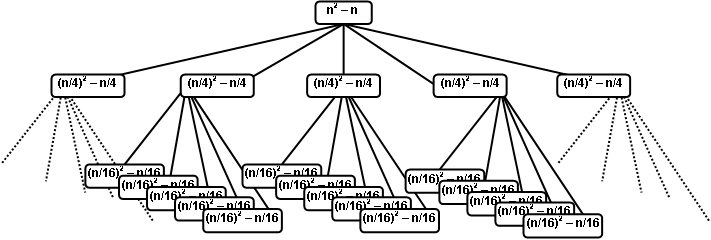 n² – n
(n/4)² – n/4 (n/4)² – n/4 (n/4)² – n/4 (n/4)² – n/4 (n/4)² – n/4
(n/16)² – n/16 (n/16)² – n/16 (n/16)² – n/16
(n/16)² – n/16 (n/16)² – n/16 (n/16)² – n/16
(n/16)² – n/16 (n/16)² – n/16 (n/16)² – n/16
(n/16)² – n/16 (n/16)² – n/16 (n/16)² – n/16
(n/16)² – n/16 (n/16)² – n/16 (n/16)² – n/16